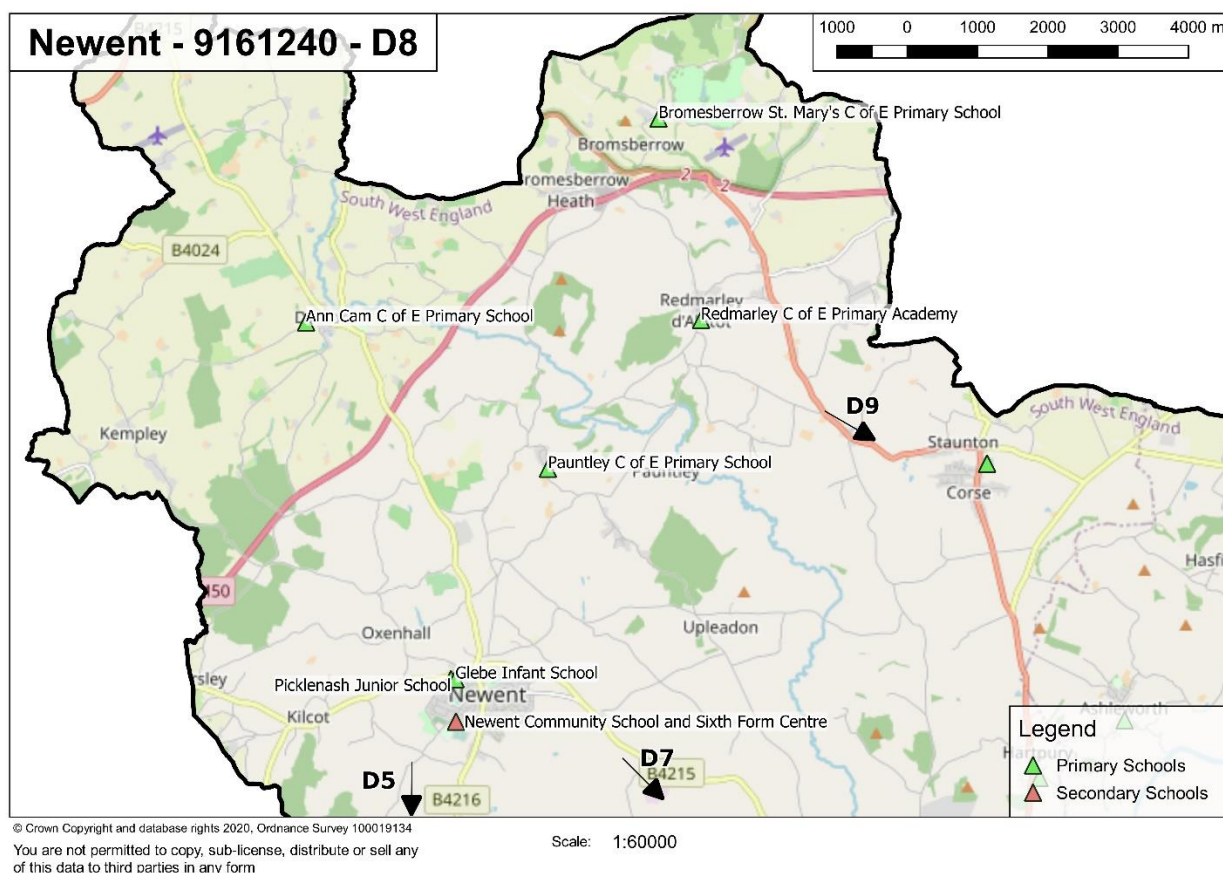 Newent - 9161240 - D8
1000 0 1000 2000 3000 4000 m
B4215
Bromesberrow St. Mary's C of E Primary School
Bromsberrow
2
2
Bromesberrow
Heath
South West England
B4024
Ann Cam C of E Primary School
Redmarley
Redmarley C of E Primary Academy
D9
South West England
Kempley
Staunton
Pauntley C of E Primary School
Pauntley
Corse
M50
Oxenhall
Upleadon
Glebe Infant School
Picklenash Junior School
Newent
Kilcot
Newent Community School and Sixth Form Centre
Ashleworth
Legend
Primary Schools
Secondary Schools
D5
D7
B4215
B4216
© Crown Copyright and database rights 2020, Ordnance Survey 100019134
You are not permitted to copy, sub-license, distribute or sell any
of this data to third parties in any form
Scale: 1:60000